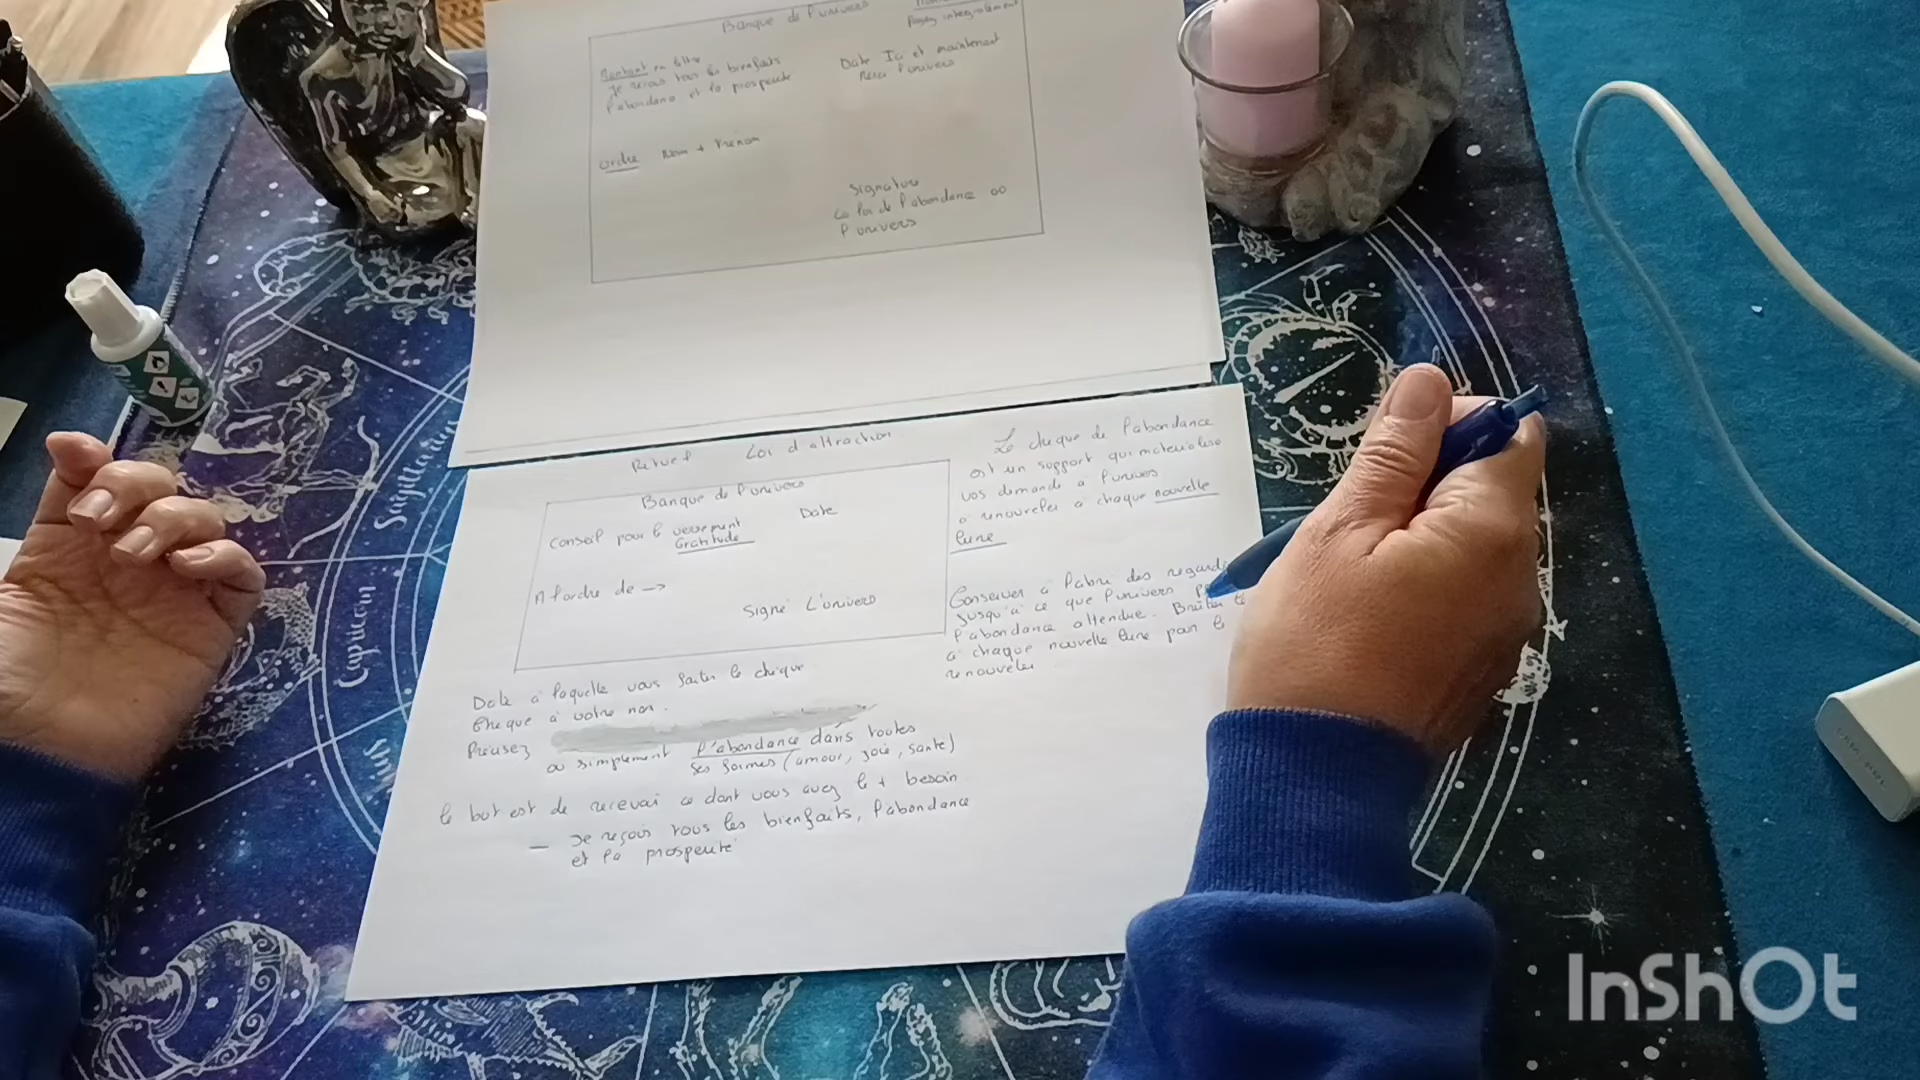 Banque de l'univers
Payez intégralement
Montant en lettre
Je reçois tous les bienfaits
l'abondance et la prospérité
Date Ici et maintenant
Merci l'univers
ordre Nom + Prénom
Signature
La loi de l'abondance
l'univers
Rituel Loi d'attraction
Banque de l'univers
Conseil pour le versement
Gratitude
Date
A l'ordre de →
Signé L'univers
Date à laquelle vous faites le chèque
Chèque à votre nom.
Précisez
ou simplement l'abondance dans toutes
ses formes (amour, joie, santé)
le but est de recevoir ce dont vous avez le + besoin
— Je reçois tous les bienfaits, l'abondance
et la prospérité
Le chèque de l'abondance
est un support qui matérialise
vos demande à l'univers
à renouveler à chaque nouvelle
lune
Conserver à l'abri des regards
jusqu'à ce que l'univers
l'abondance attendue. Brûler le
à chaque nouvelle lune pour le
renouveler
Sagittarius
Capricorn
InShOt